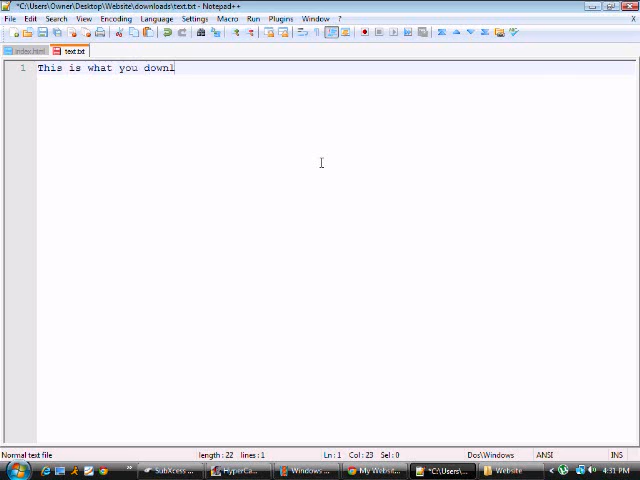 *C:\Users\Owner\Desktop\Website\downloads\text.txt - Notepad++
File Edit Search View Encoding Language Settings Macro Run Plugins Window ?
index.html text.txt
1 This is what you downl
Normal text file length : 22 lines : 1 Ln : 1 Col : 23 Sel : 0 Dos\Windows ANSI INS
SubXcess ... HyperCa... Windows ... My Websit... *C:\Users\... Website 4:31 PM